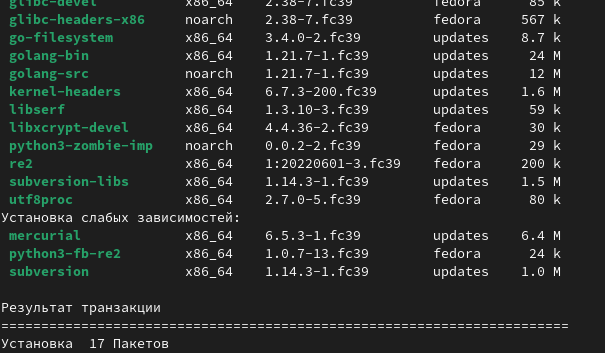 glibc-devel x86_64 2.38-7.fc39 fedora 85 k
glibc-headers-x86 noarch 2.38-7.fc39 fedora 567 k
go-filesystem x86_64 3.4.0-2.fc39 updates 8.7 k
golang-bin x86_64 1.21.7-1.fc39 updates 24 M
golang-src noarch 1.21.7-1.fc39 updates 12 M
kernel-headers x86_64 6.7.3-200.fc39 updates 1.6 M
libserf x86_64 1.3.10-3.fc39 updates 59 k
libxcrypt-devel x86_64 4.4.36-2.fc39 fedora 30 k
python3-zombie-imp noarch 0.0.2-2.fc39 fedora 29 k
re2 x86_64 1:20220601-3.fc39 fedora 200 k
subversion-libs x86_64 1.14.3-1.fc39 updates 1.5 M
utf8proc x86_64 2.7.0-5.fc39 fedora 80 k
Установка слабых зависимостей:
mercurial x86_64 6.5.3-1.fc39 updates 6.4 M
python3-fb-re2 x86_64 1.0.7-13.fc39 fedora 24 k
subversion x86_64 1.14.3-1.fc39 updates 1.0 M
Результат транзакции
=======================================================================
Установка 17 Пакетов